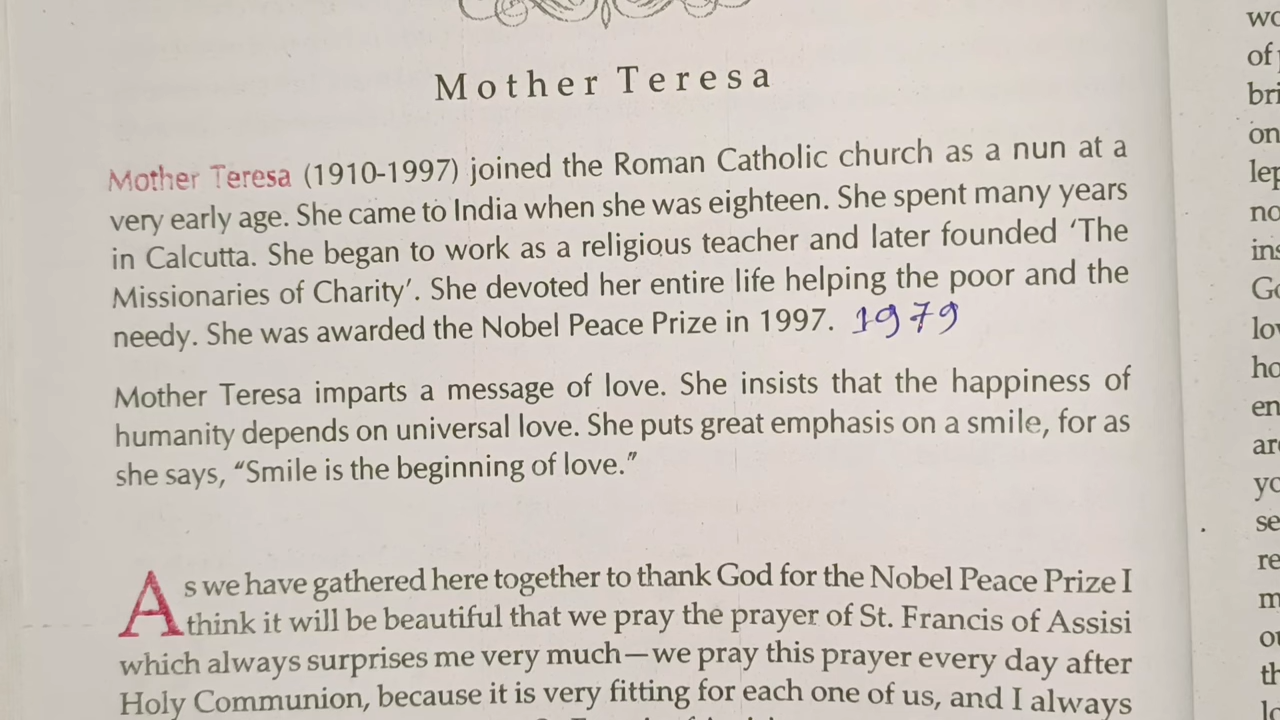 Mother Teresa
Mother Teresa (1910-1997) joined the Roman Catholic church as a nun at a
very early age. She came to India when she was eighteen. She spent many years
in Calcutta. She began to work as a religious teacher and later founded ‘The
Missionaries of Charity’. She devoted her entire life helping the poor and the
needy. She was awarded the Nobel Peace Prize in 1997. 1979
Mother Teresa imparts a message of love. She insists that the happiness of
humanity depends on universal love. She puts great emphasis on a smile, for as
she says, “Smile is the beginning of love.”
As we have gathered here together to thank God for the Nobel Peace Prize I
think it will be beautiful that we pray the prayer of St. Francis of Assisi
which always surprises me very much—we pray this prayer every day after
Holy Communion, because it is very fitting for each one of us, and I always
of
on